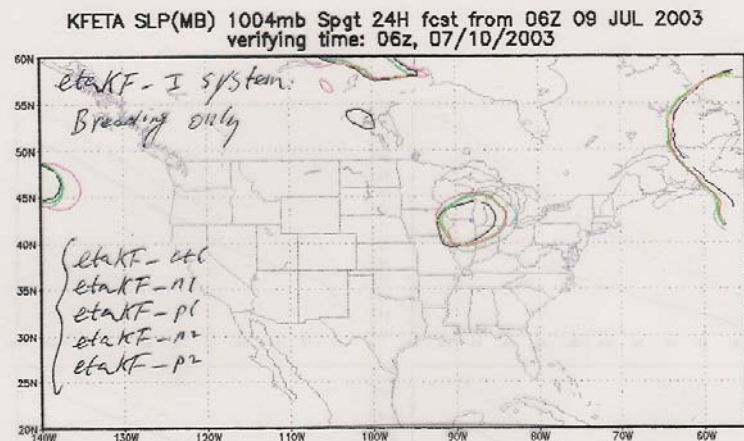 KFETA SLP(MB) 1004mb Spgt 24H fcst from 06Z 09 JUL 2003
verifying time: 06z, 07/10/2003
60N
etaKF-I system:
55N
Breeding only
50N
45N
40N
etaKF-ctl
35N
etaKF-n1
etaKF-p1
30N
etaKF-n2
25N
etaKF-p2
20N
140W 130W 120W 110W 100W 90W 80W 70W 60W